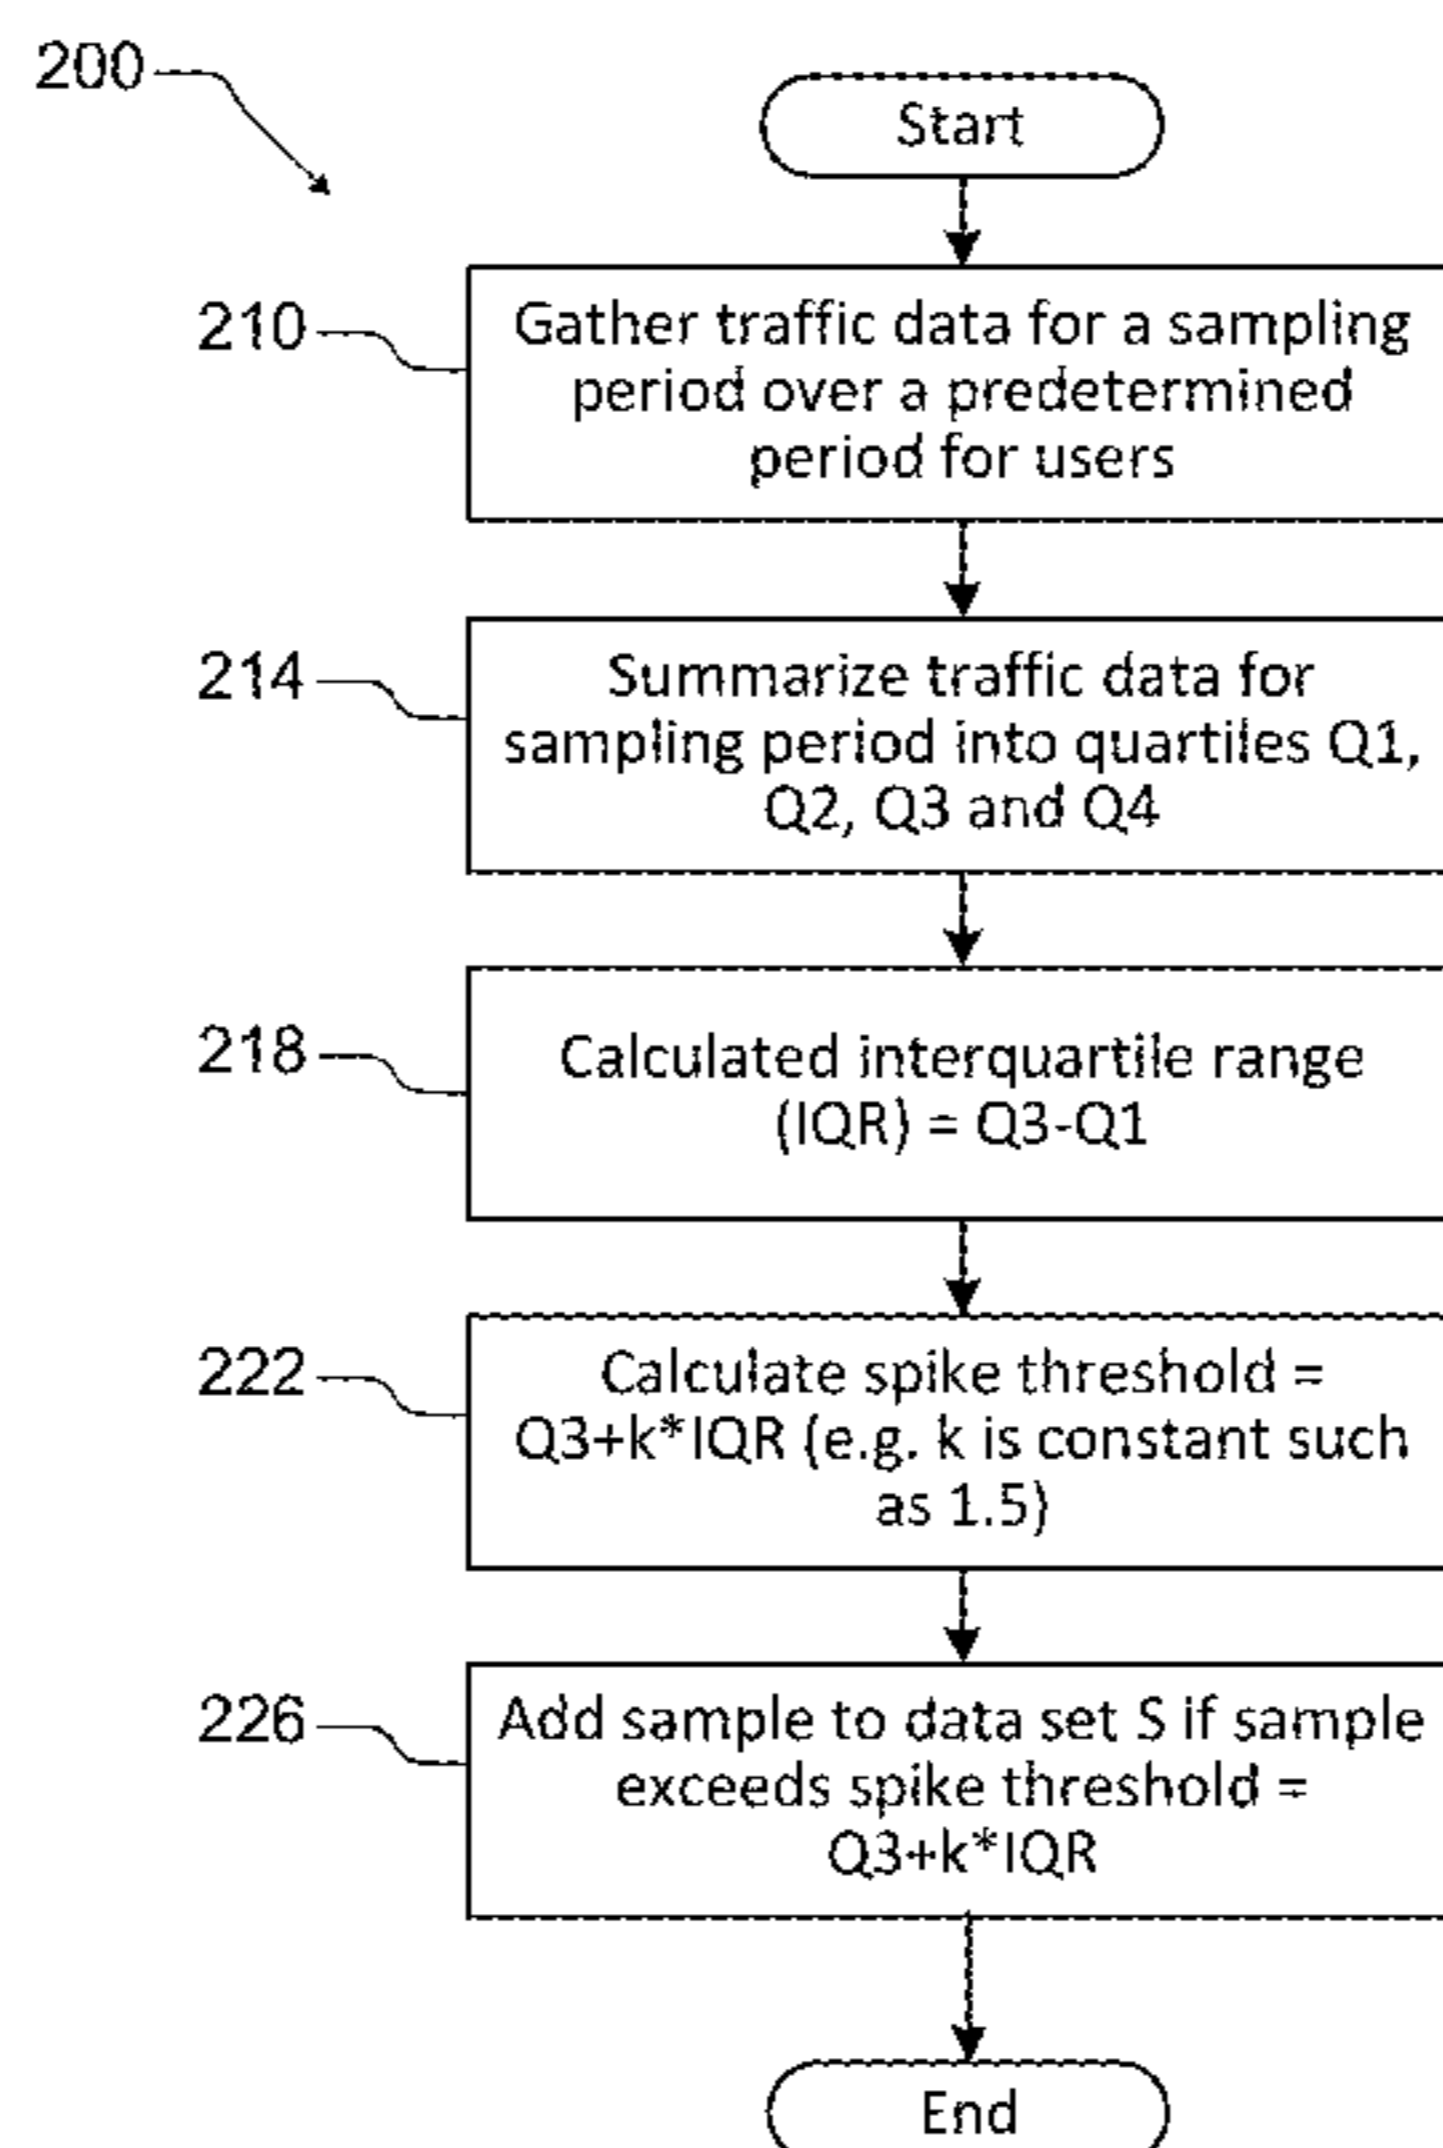 200
Start
210
Gather traffic data for a sampling
period over a predetermined
period for users
214
Summarize traffic data for
sampling period into quartiles Q1,
Q2, Q3 and Q4
218
Calculated interquartile range
(IQR) = Q3-Q1
222
Calculate spike threshold =
Q3+k*IQR (e.g. k is constant such
as 1.5)
226
Add sample to data set S if sample
exceeds spike threshold =
Q3+k*IQR
End